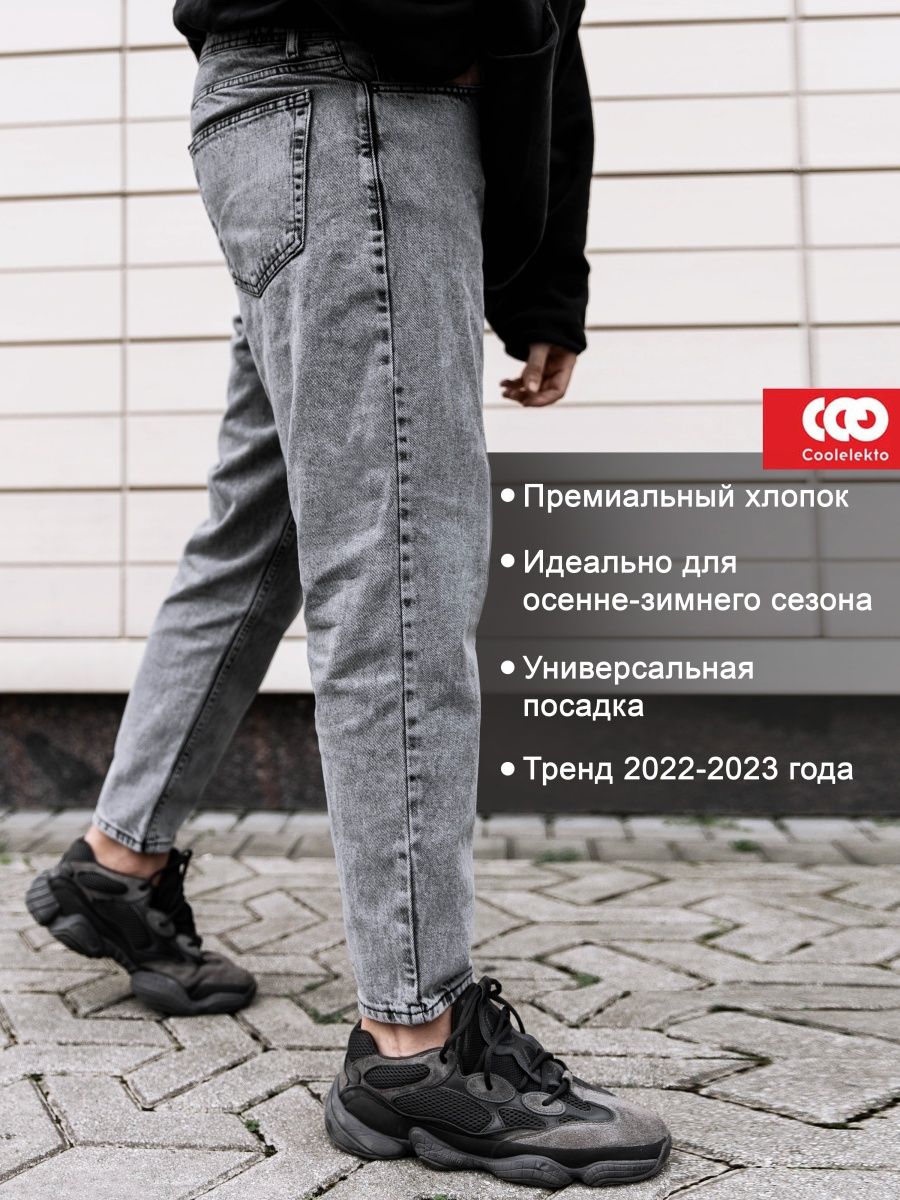 Coolelekto
• Премиальный хлопок
• Идеально для
осенне-зимнего сезона
• Универсальная
посадка
• Тренд 2022-2023 года